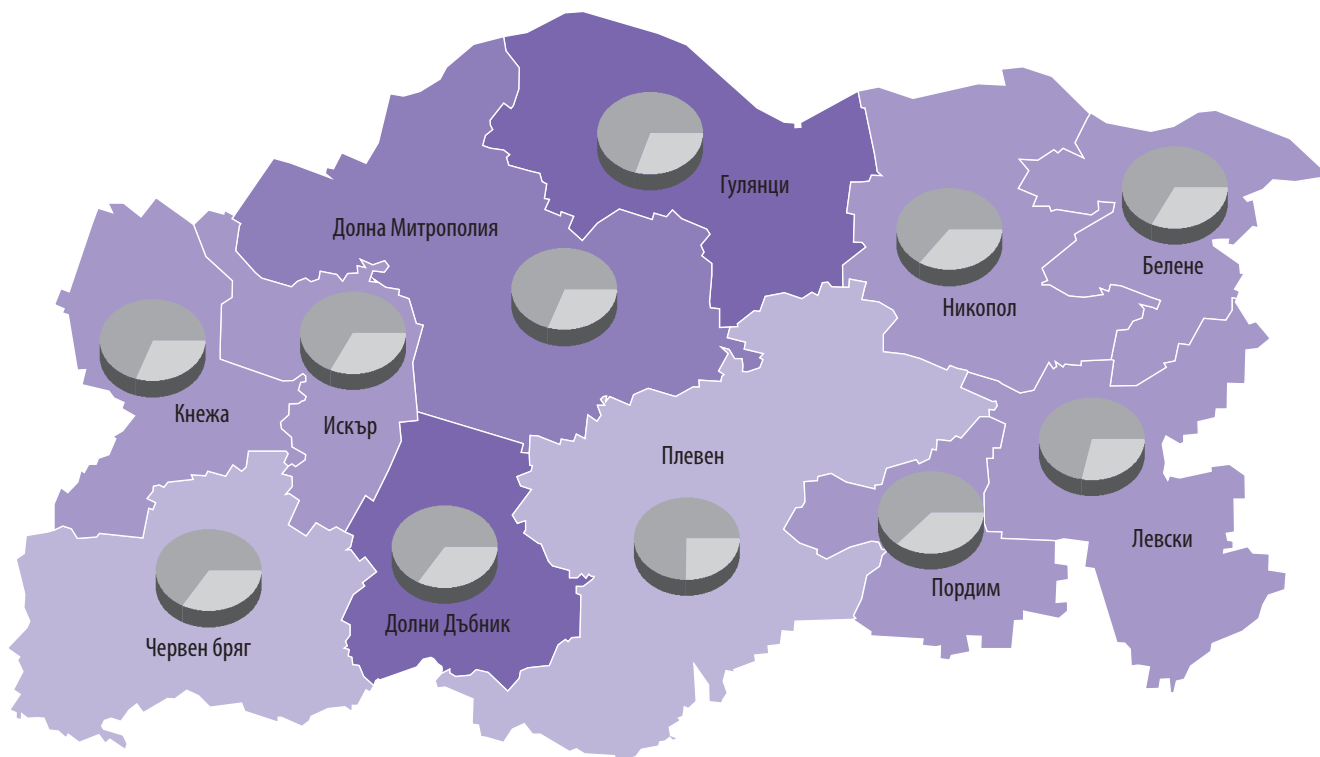 Гулянци
Долна Митрополия
Белене
Никопол
Кнежа
Искър
Плевен
Левски
Пордим
Долни Дъбник
Червен бряг